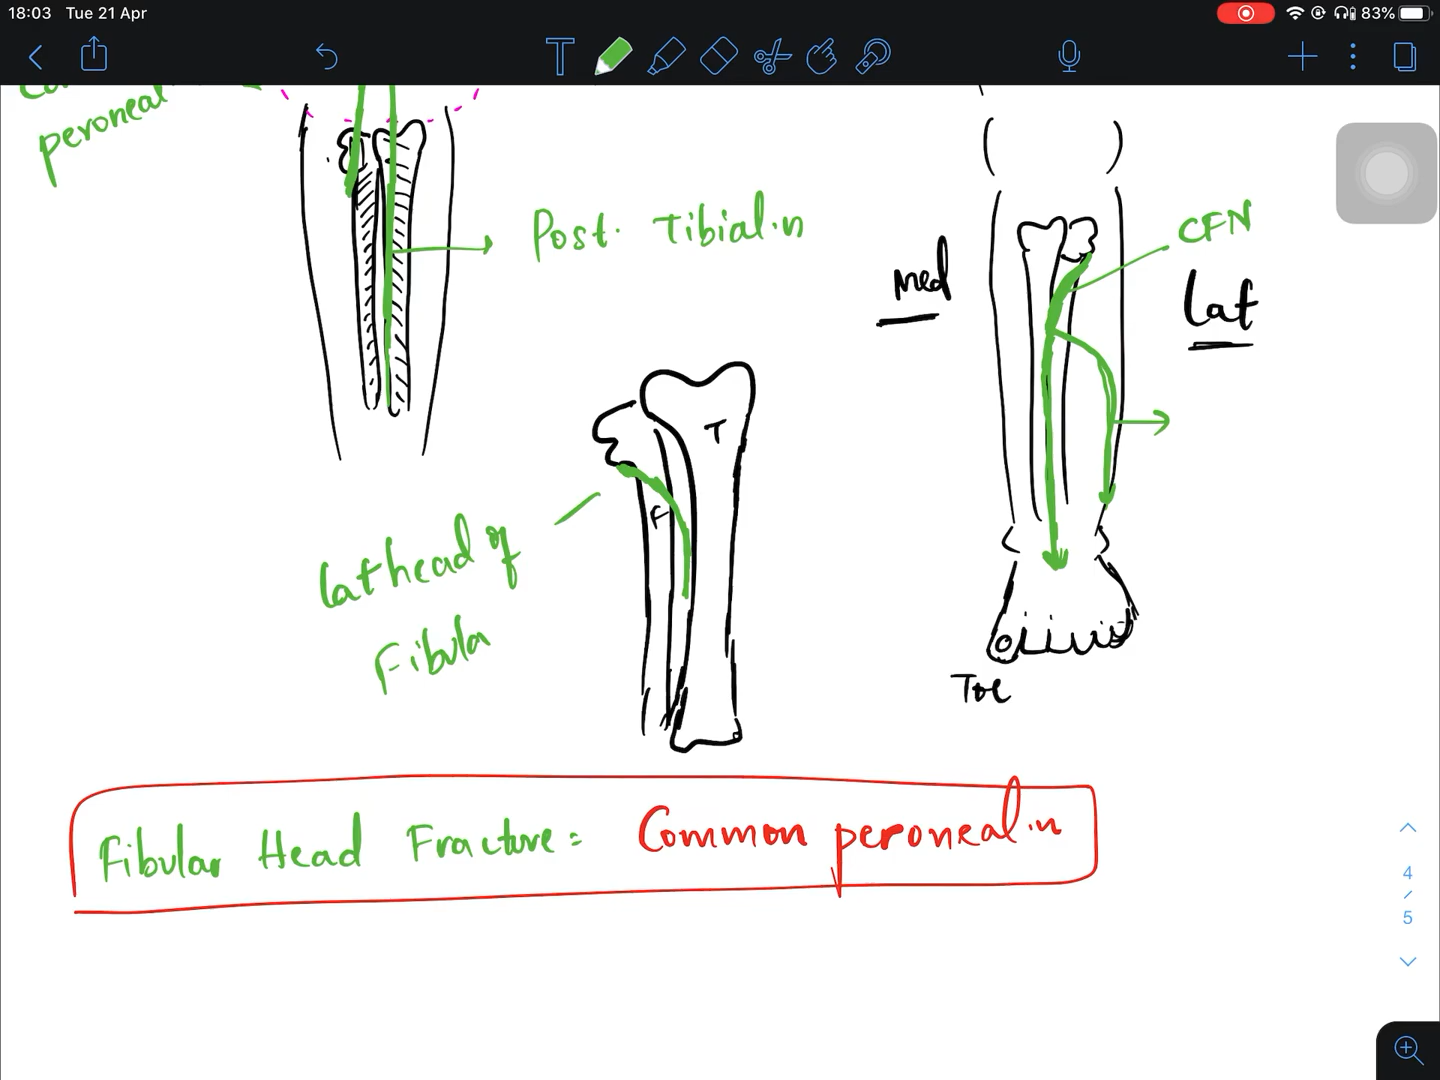 18:03 Tue 21 Apr
83%
peroneal
Post. Tibial.n
CFN
Med
Lat
T
F
Lat head of
Fibula
Toe
Fibular Head Fracture = Common peroneal.n
4
/
5